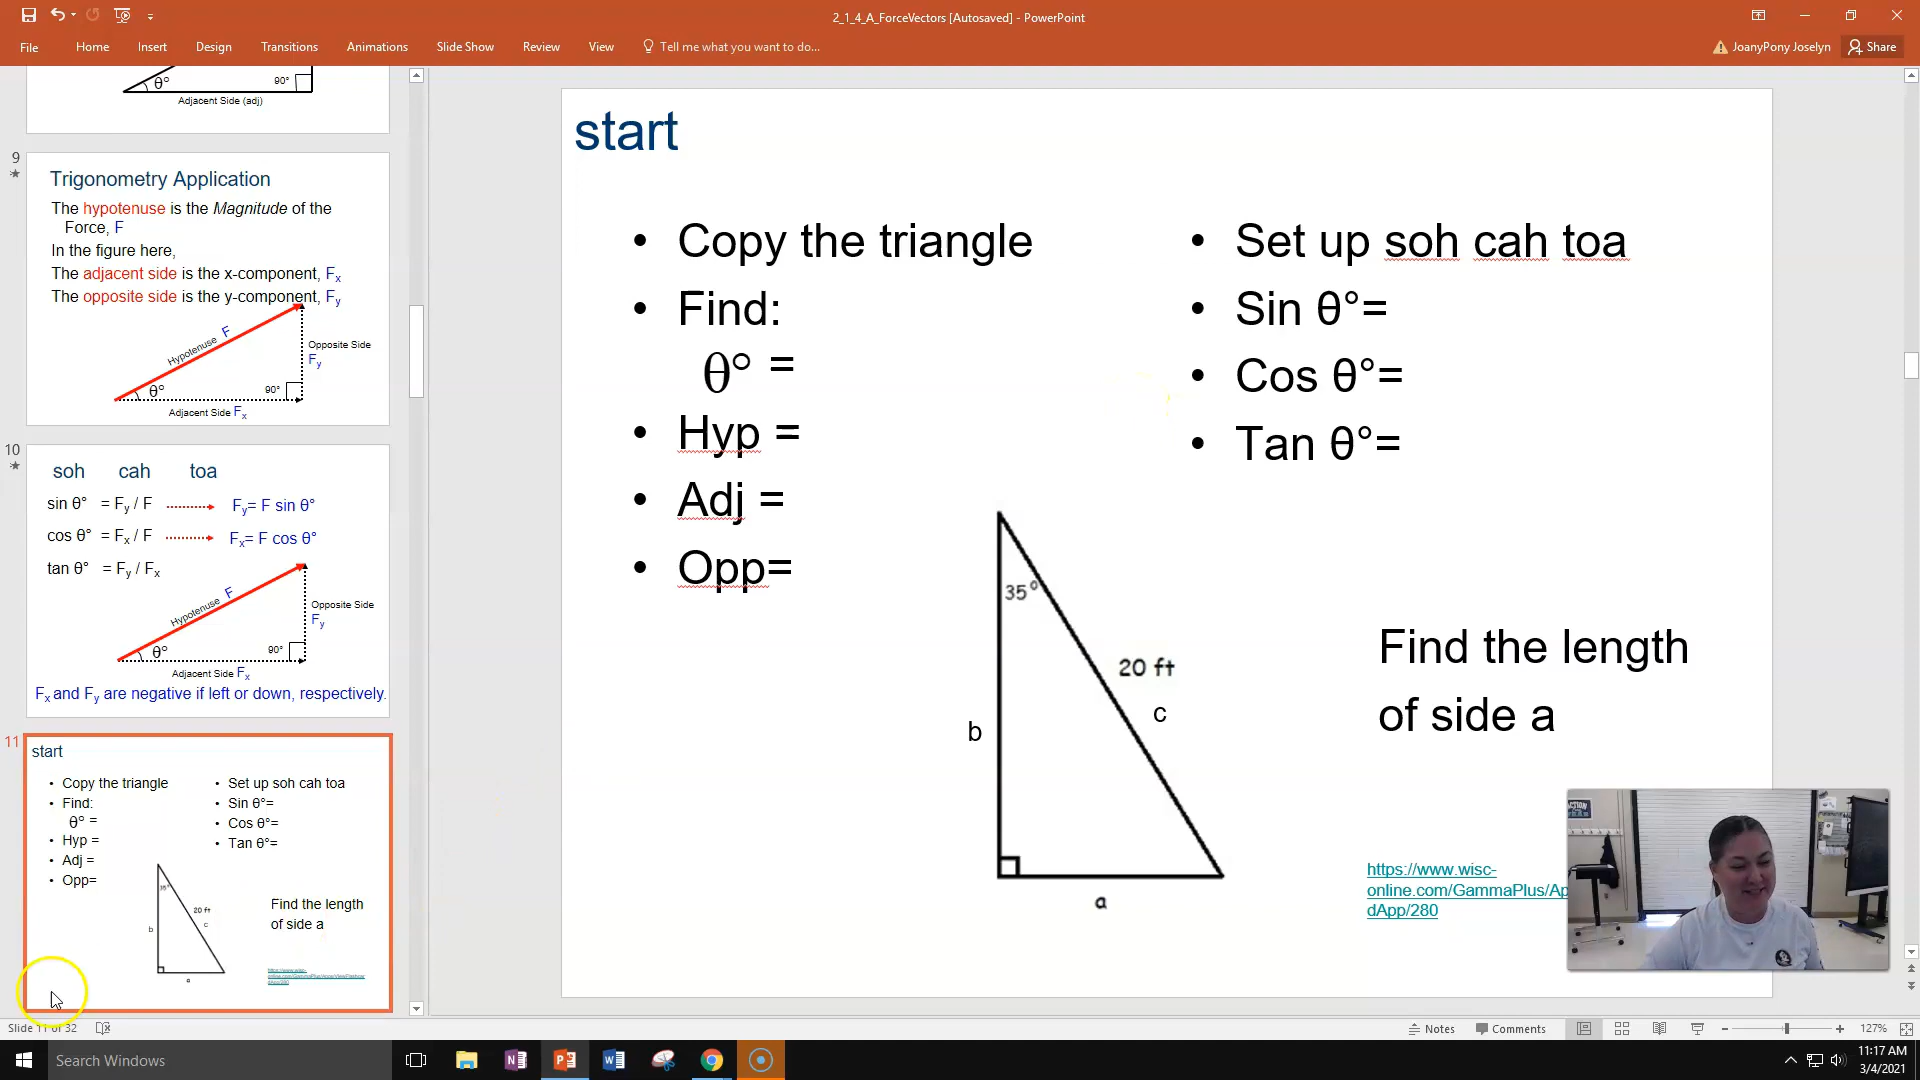 2_1_4_A_ForceVectors [Autosaved] - PowerPoint
File Home Insert Design Transitions Animations Slide Show Review View Tell me what you want to do...
JoanyPony Joselyn Share
θ° 90°
Adjacent Side (adj)
9
Trigonometry Application
The hypotenuse is the Magnitude of the
Force, F
In the figure here,
The adjacent side is the x-component, Fx
The opposite side is the y-component, Fy
Hypotenuse F
Opposite Side
Fy
θ° 90°
Adjacent Side Fx
10
soh cah toa
sin θ° = Fy / F Fy= F sin θ°
cos θ° = Fx / F Fx= F cos θ°
tan θ° = Fy / Fx
Hypotenuse F
Opposite Side
Fy
θ° 90°
Adjacent Side Fx
Fx and Fy are negative if left or down, respectively.
11
start
• Copy the triangle
• Find:
θ° =
• Hyp =
• Adj =
• Opp=
• Set up soh cah toa
• Sin θ°=
• Cos θ°=
• Tan θ°=
35°
20 ft
c
b
a
Find the length
of side a
start
• Copy the triangle
• Find:
θ° =
• Hyp =
• Adj =
• Opp=
• Set up soh cah toa
• Sin θ°=
• Cos θ°=
• Tan θ°=
35°
20 ft
c
b
a
Find the length
of side a
https://www.wisc-
online.com/GammaPlus/Ap
dApp/280
Slide 11 of 32
Notes Comments 127%
Search Windows
11:17 AM
3/4/2021